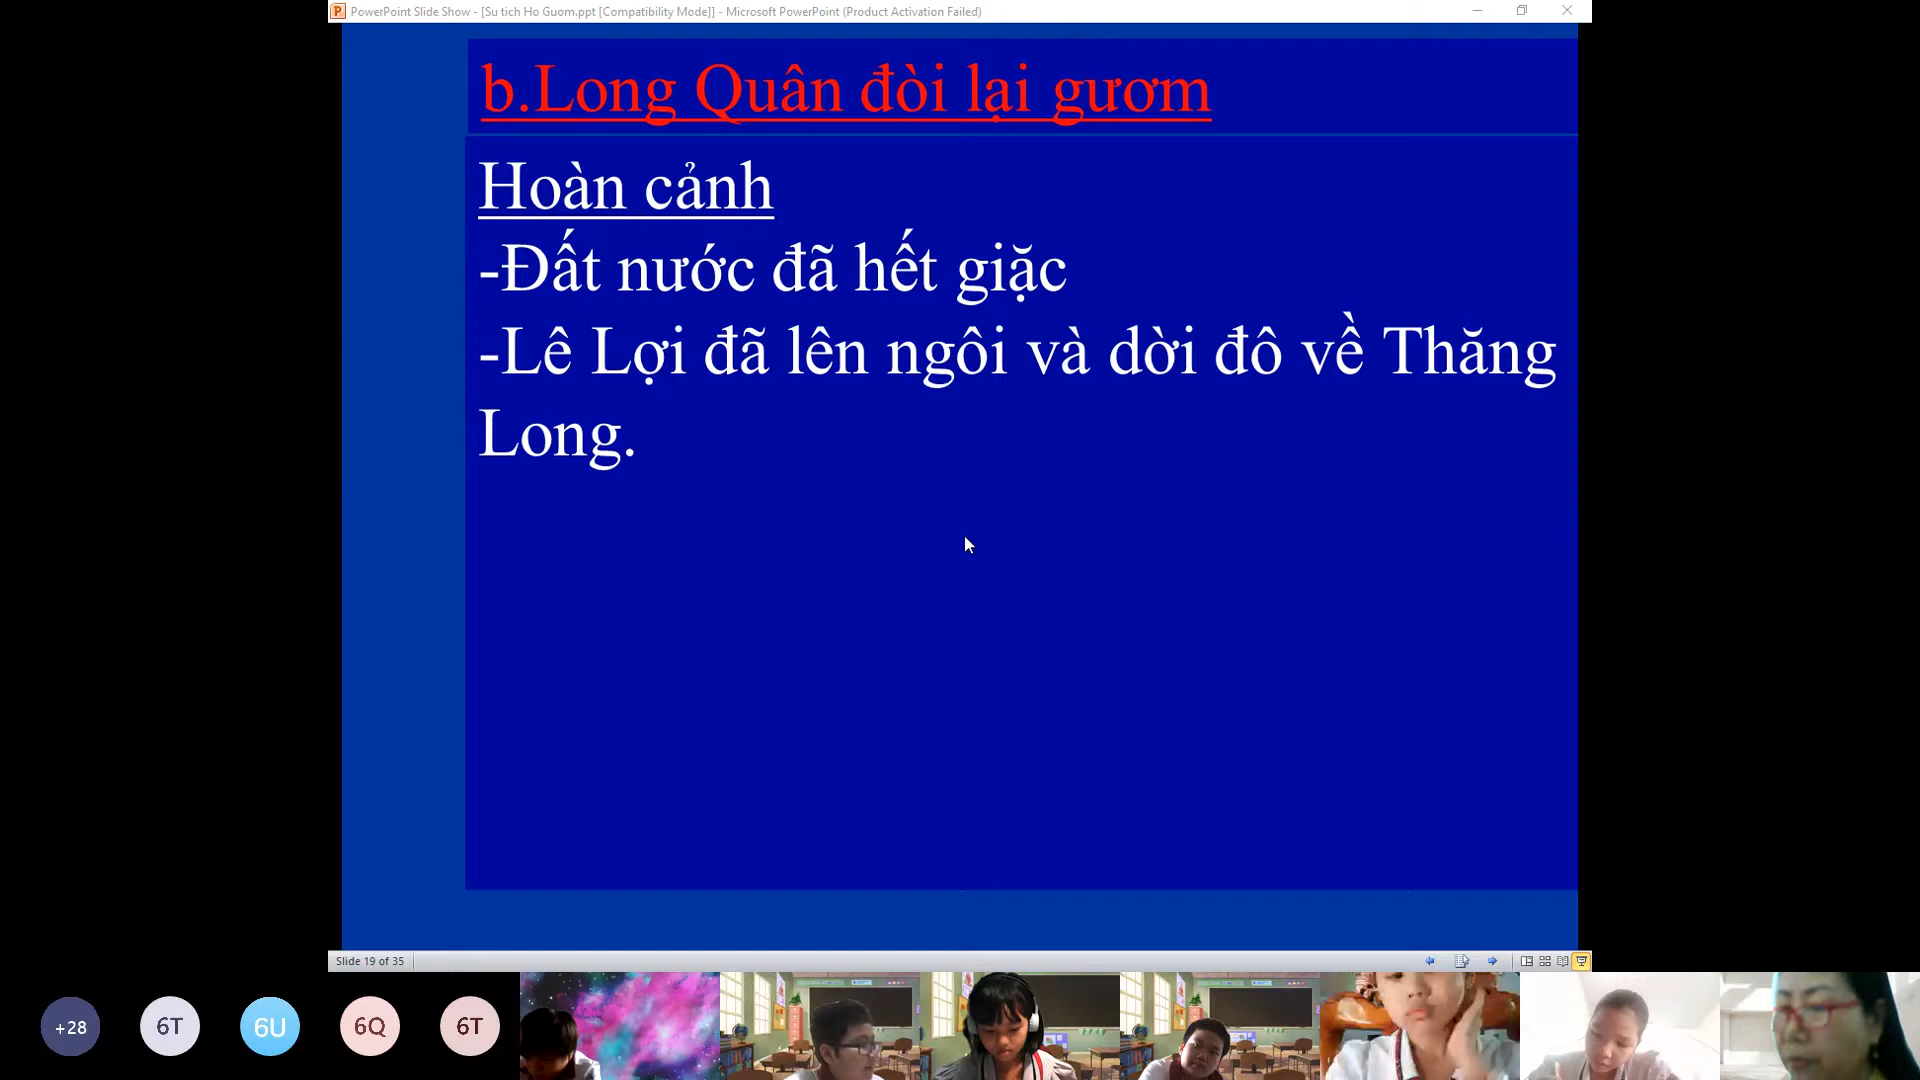 PowerPoint Slide Show - [Su tich Ho Guom.ppt [Compatibility Mode]] - Microsoft PowerPoint (Product Activation Failed)
b.Long Quân đòi lại gươm
Hoàn cảnh
-Đất nước đã hết giặc
-Lê Lợi đã lên ngôi và dời đô về Thăng
Long.
Slide 19 of 35
+28
6T
6U
6Q
6T